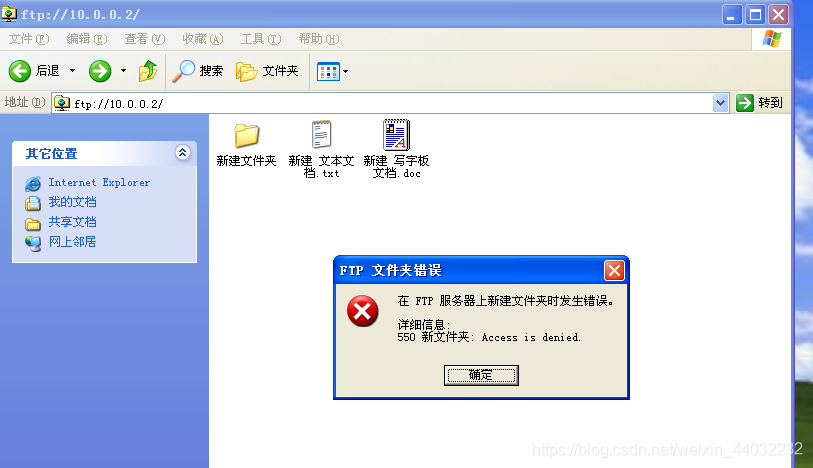 ftp://10.0.0.2/
文件(F) 编辑(E) 查看(V) 收藏(A) 工具(T) 帮助(H)
后退 搜索 文件夹
地址(D) ftp://10.0.0.2/ 转到
其它位置
Internet Explorer
我的文档
共享文档
网上邻居
新建文件夹
新建 文本文
档.txt
新建 写字板
文档.doc
FTP 文件夹错误
在 FTP 服务器上新建文件夹时发生错误。
详细信息:
550 新文件夹: Access is denied.
确定
https://blog.csdn.net/weixin_44032232